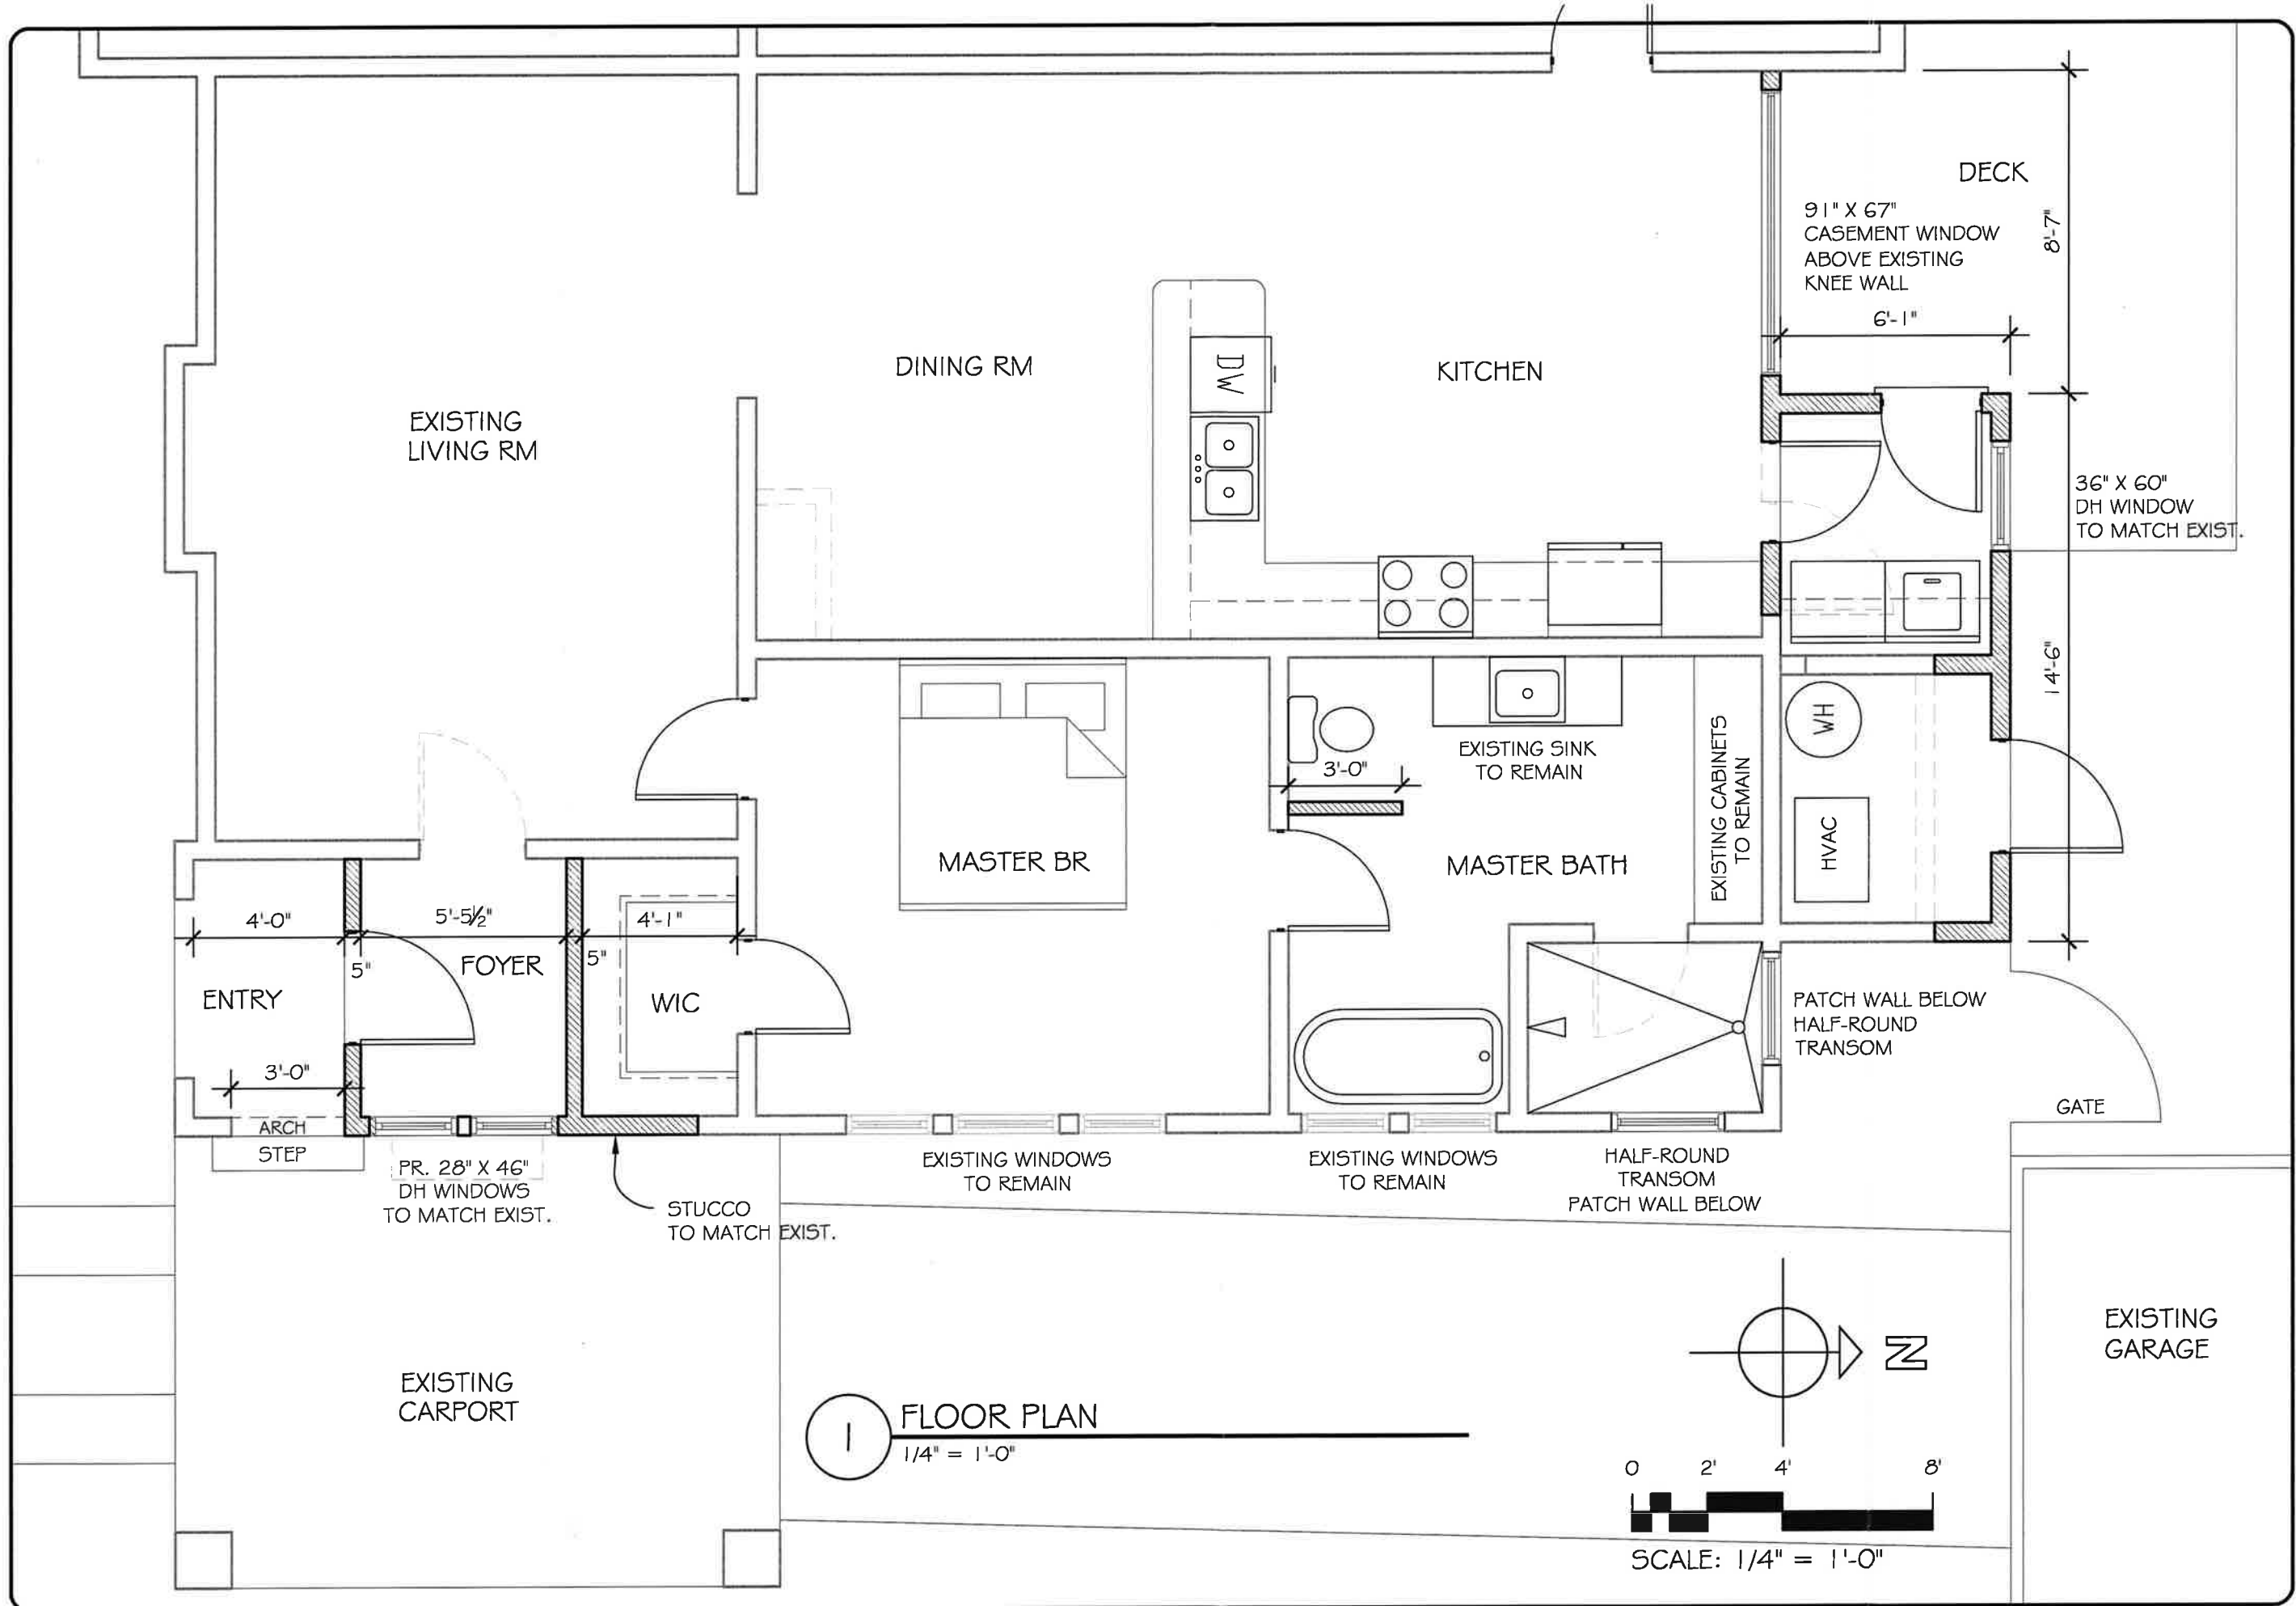 DECK
91" X 67"
CASEMENT WINDOW
ABOVE EXISTING
KNEE WALL
8'-7"
6'-1"
DINING RM
DW
KITCHEN
EXISTING
LIVING RM
36" X 60"
DH WINDOW
TO MATCH EXIST.
14'-6"
WH
EXISTING SINK
TO REMAIN
3'-0"
EXISTING CABINETS
TO REMAIN
HVAC
MASTER BR
MASTER BATH
4'-0"
5'-5½"
4'-1"
5"
FOYER
5"
ENTRY
WIC
3'-0"
PATCH WALL BELOW
HALF-ROUND
TRANSOM
GATE
ARCH
STEP
PR. 28" X 46"
DH WINDOWS
TO MATCH EXIST.
STUCCO
TO MATCH EXIST.
EXISTING WINDOWS
TO REMAIN
EXISTING WINDOWS
TO REMAIN
HALF-ROUND
TRANSOM
PATCH WALL BELOW
EXISTING
CARPORT
1
FLOOR PLAN
1/4" = 1'-0"
N
EXISTING
GARAGE
0 2' 4' 8'
SCALE: 1/4" = 1'-0"